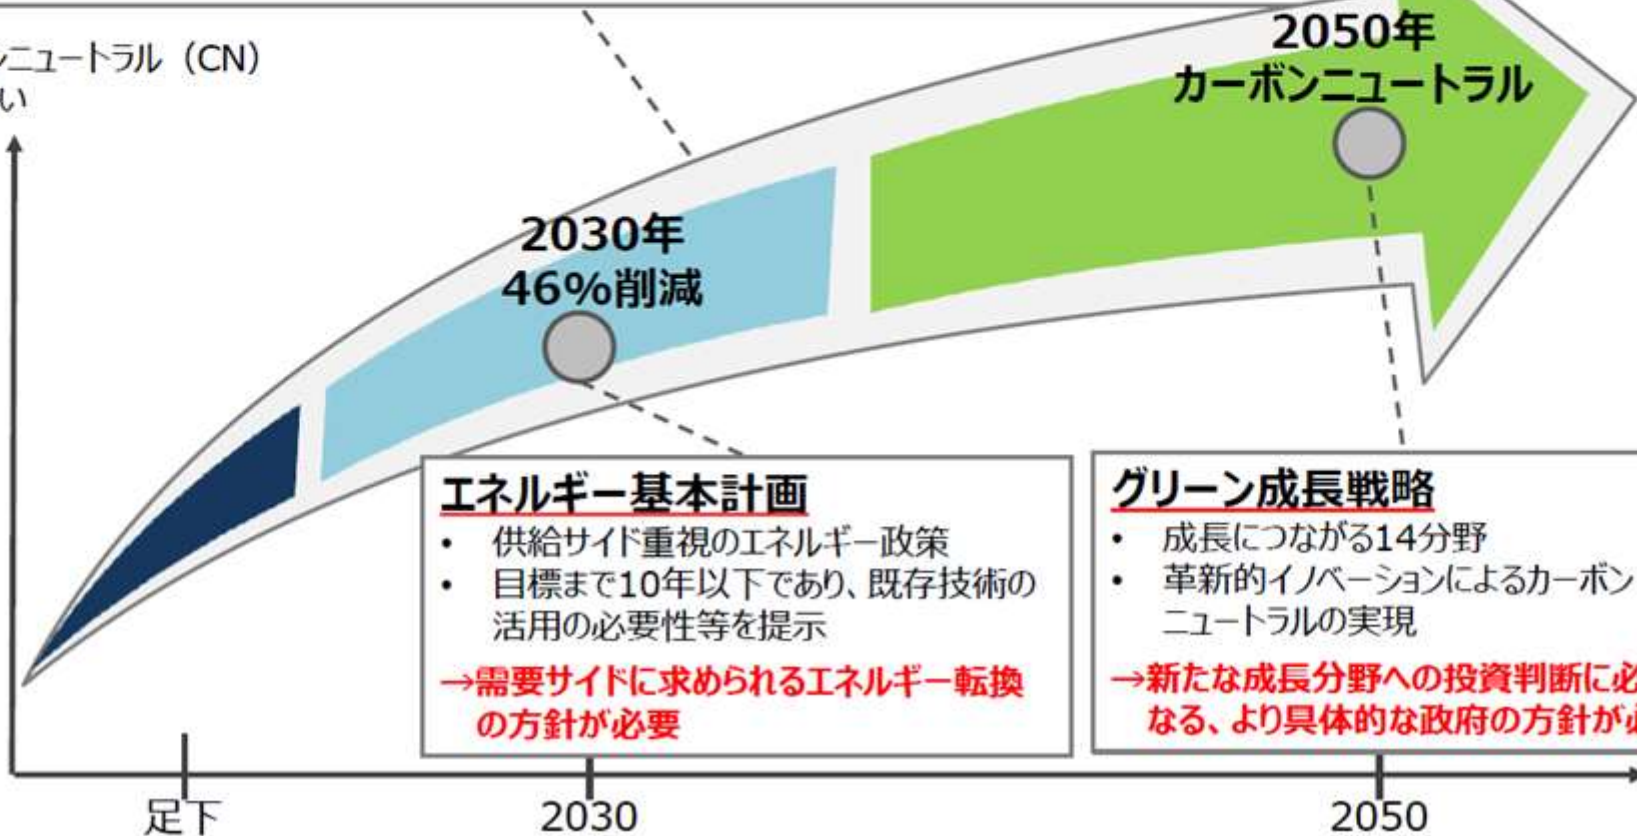 ンニュートラル（CN）
い
2050年
カーボンニュートラル
2030年
46%削減
エネルギー基本計画
• 供給サイド重視のエネルギー政策
• 目標まで10年以下であり、既存技術の
活用の必要性等を提示
→需要サイドに求められるエネルギー転換
の方針が必要
グリーン成長戦略
• 成長につながる14分野
• 革新的イノベーションによるカーボン
ニュートラルの実現
→新たな成長分野への投資判断に必
なる、より具体的な政府の方針が必
足下
2030
2050